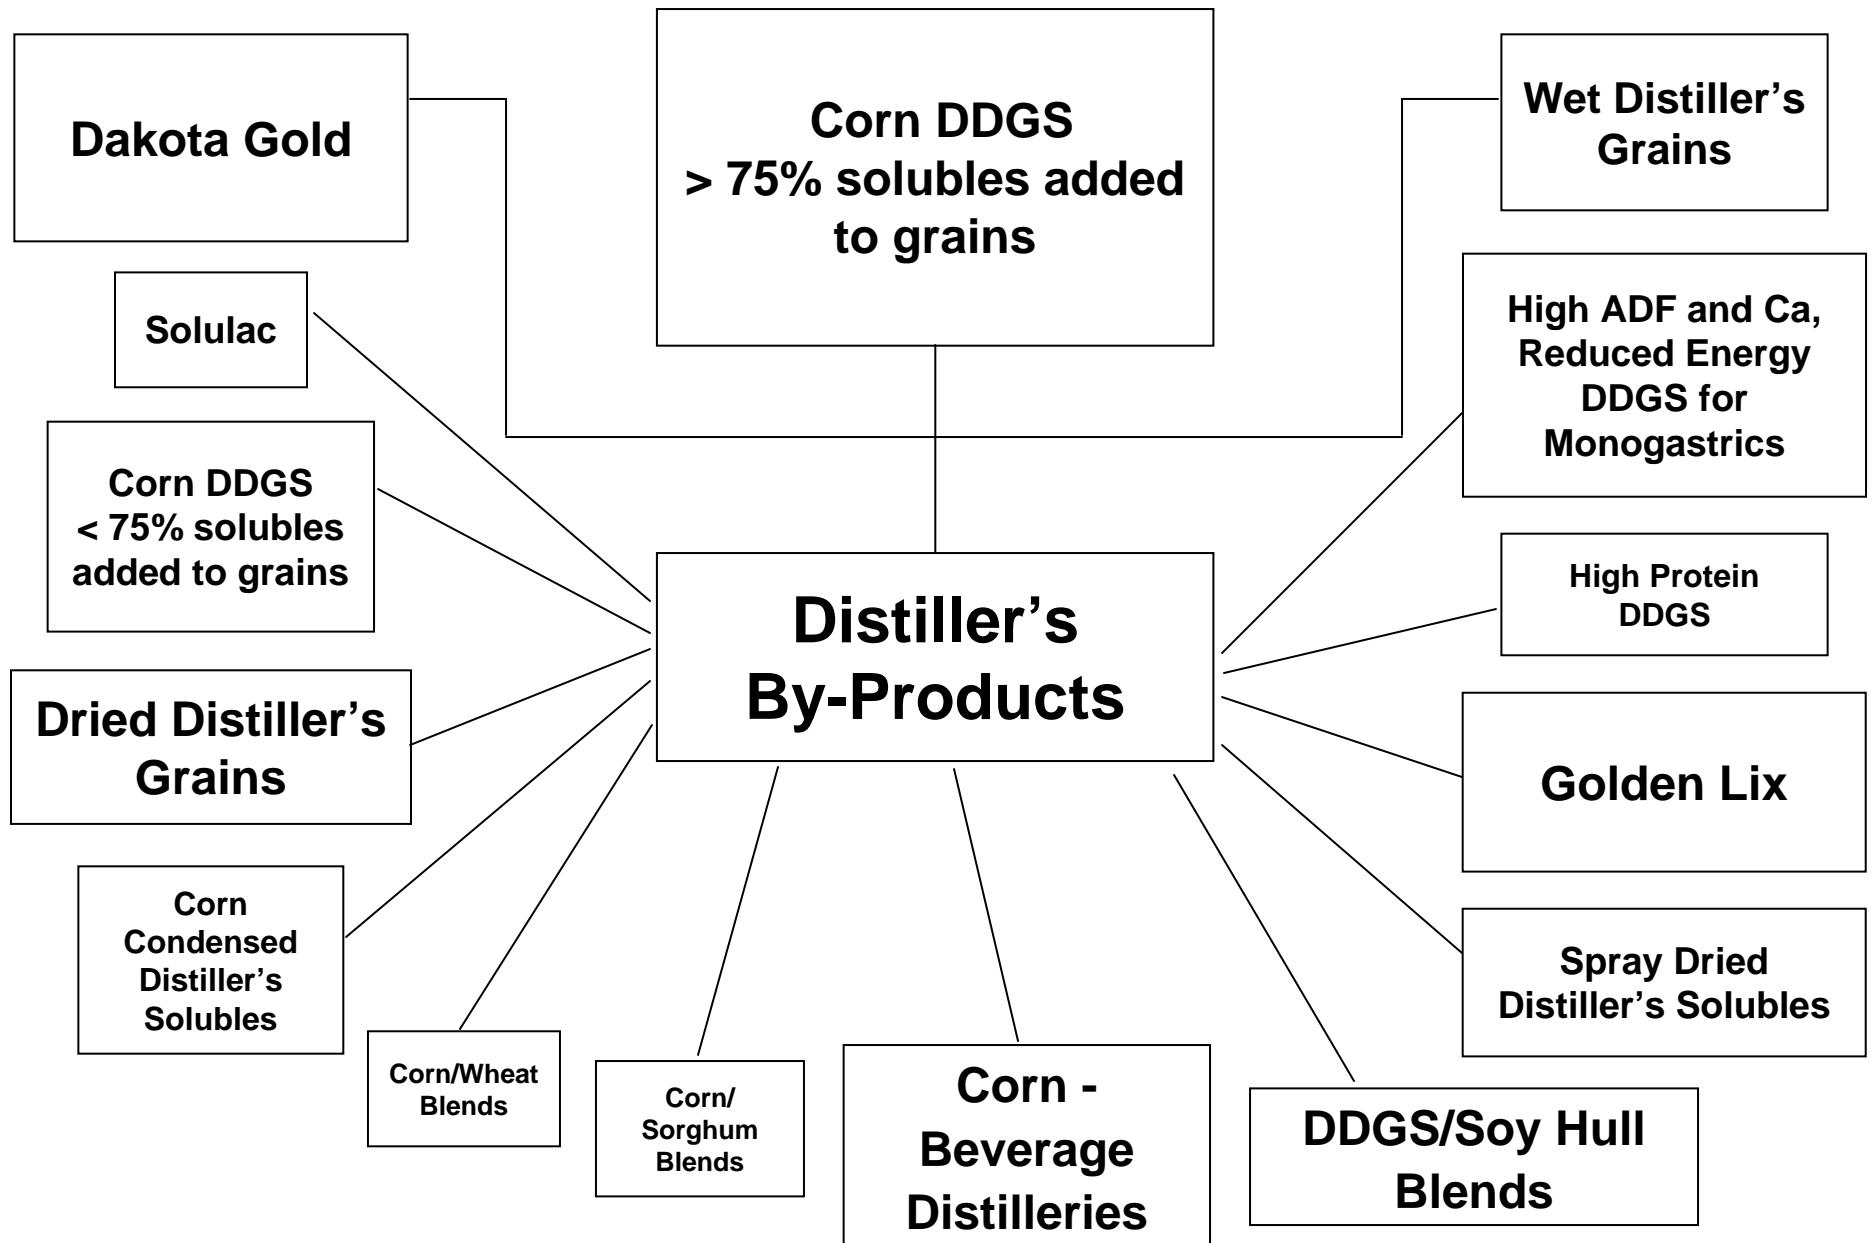 Dakota Gold
Corn DDGS
> 75% solubles added
to grains
Wet Distiller’s
Grains
Solulac
High ADF and Ca,
Reduced Energy
DDGS for
Monogastrics
Corn DDGS
< 75% solubles
added to grains
High Protein
DDGS
Distiller’s
By-Products
Dried Distiller’s
Grains
Golden Lix
Corn
Condensed
Distiller’s
Solubles
Spray Dried
Distiller’s Solubles
Corn/Wheat
Blends
Corn/
Sorghum
Blends
Corn -
Beverage
Distilleries
DDGS/Soy Hull
Blends